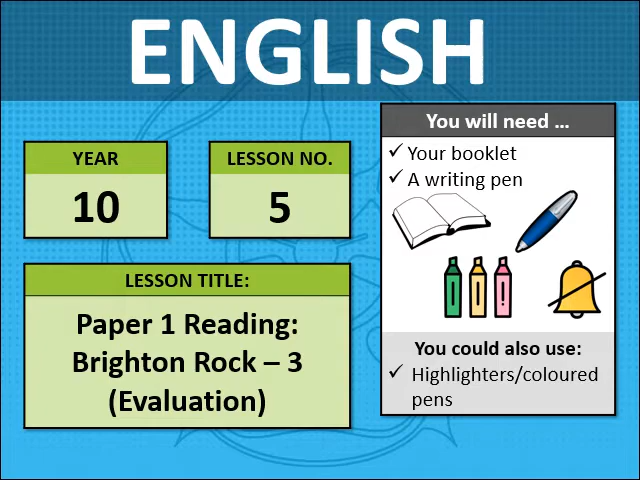 ENGLISH
YEAR
10
LESSON NO.
5
LESSON TITLE:
Paper 1 Reading:
Brighton Rock – 3
(Evaluation)
You will need …
✓ Your booklet
✓ A writing pen
You could also use:
✓ Highlighters/coloured
pens